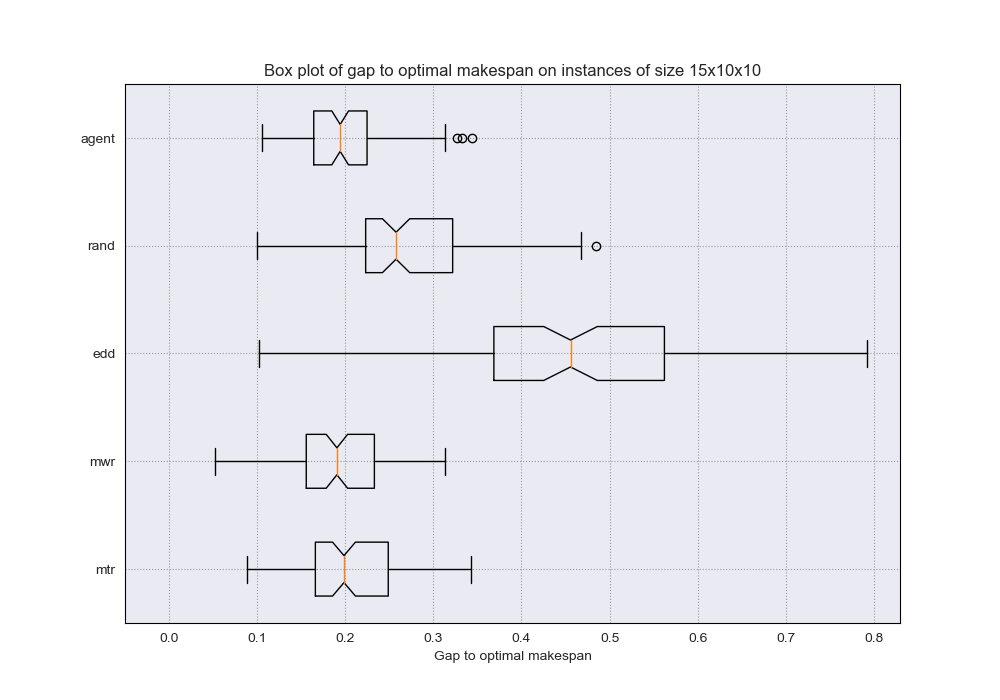 Box plot of gap to optimal makespan on instances of size 15x10x10
agent
rand
edd
mwr
mtr
0.0 0.1 0.2 0.3 0.4 0.5 0.6 0.7 0.8
Gap to optimal makespan